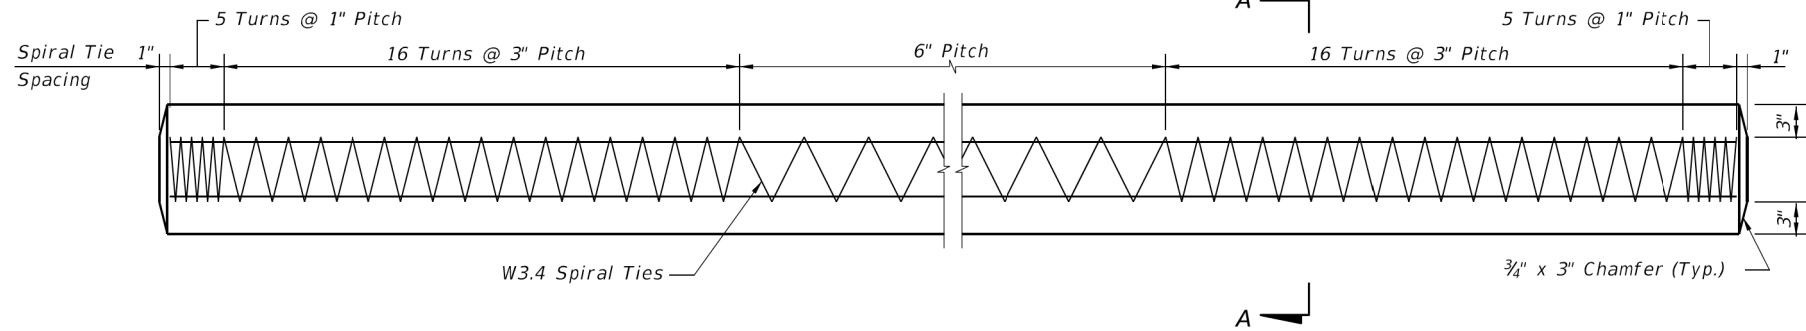 A
5 Turns @ 1" Pitch
5 Turns @ 1" Pitch
Spiral Tie
Spacing
1"
16 Turns @ 3" Pitch
6" Pitch
16 Turns @ 3" Pitch
1"
3"
3"
W3.4 Spiral Ties
¾" x 3" Chamfer (Typ.)
A